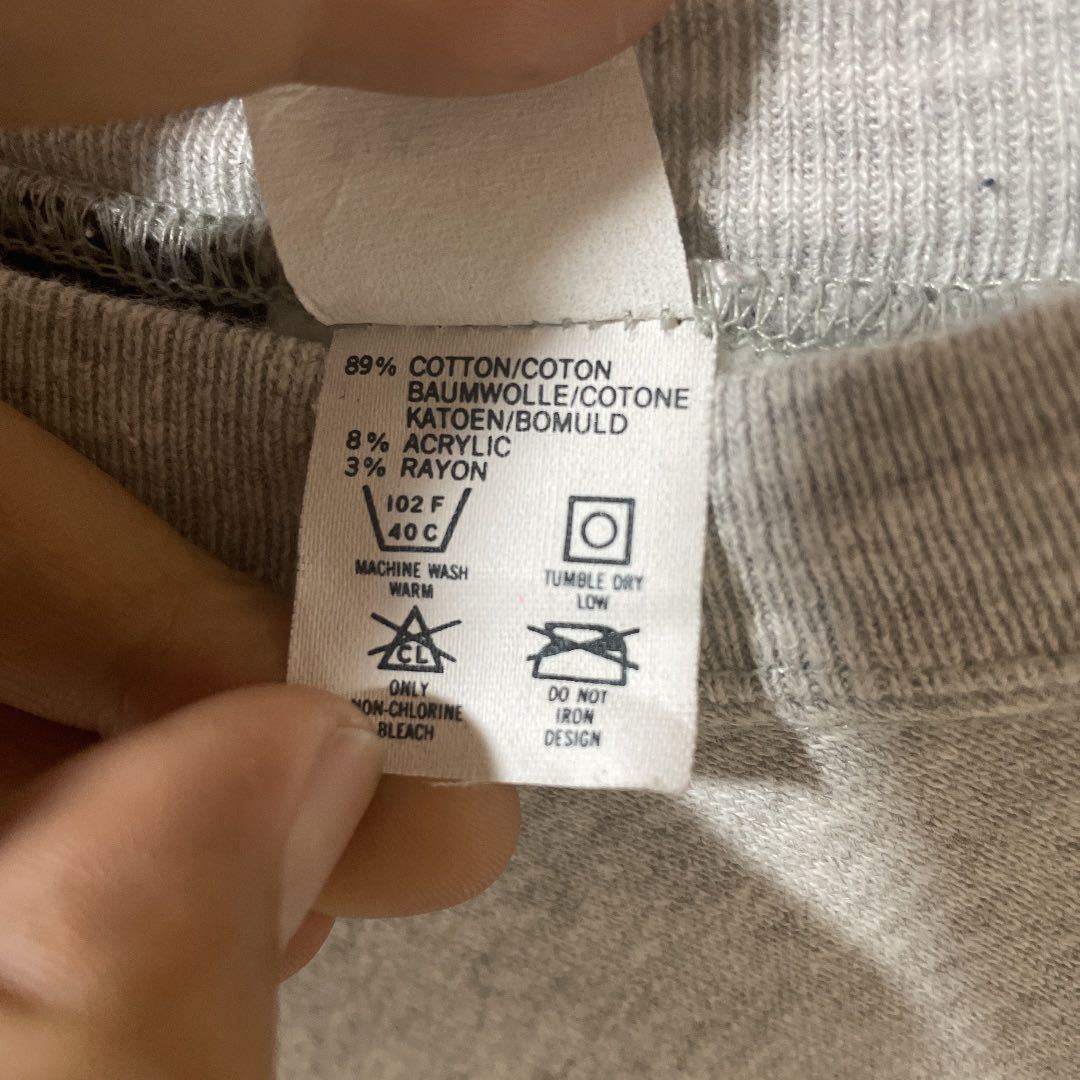 89% COTTON/COTON
BAUMWOLLE/COTONE
KATOEN/BOMULD
8% ACRYLIC
3% RAYON
102 F
40 C
MACHINE WASH
WARM
TUMBLE DRY
LOW
CL
ONLY
NON-CHLORINE
BLEACH
DO NOT
IRON
DESIGN